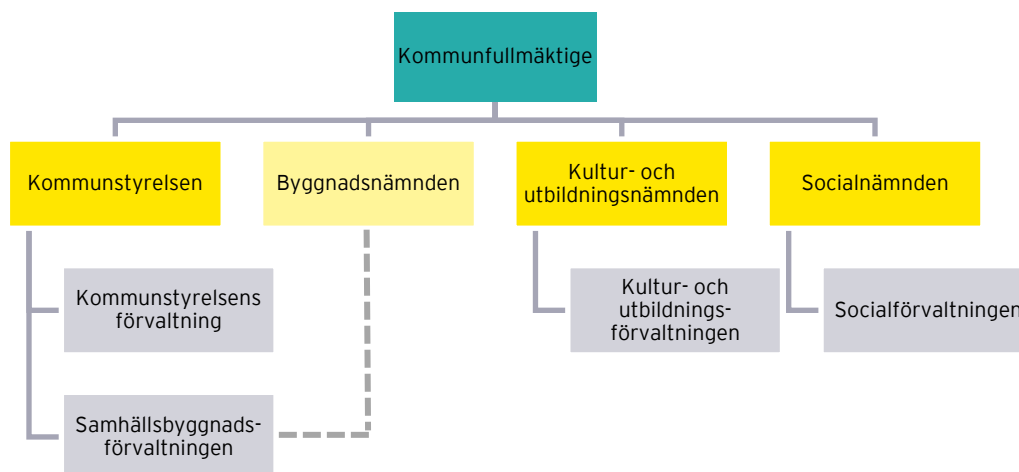 Kommunfullmäktige
Kommunstyrelsen
Byggnadsnämnden
Kultur- och
utbildningsnämnden
Socialnämnden
Kommunstyrelsens
förvaltning
Kultur- och
utbildnings-
förvaltningen
Socialförvaltningen
Samhällsbyggnads-
förvaltningen